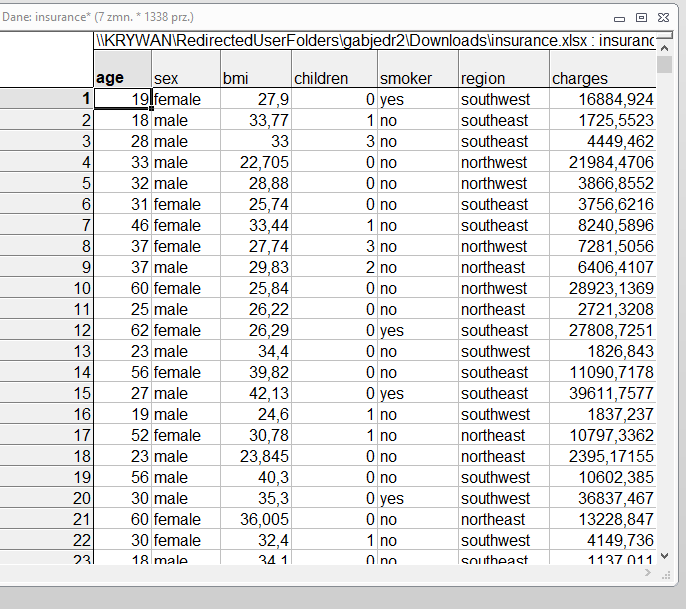 Dane: insurance* (7 zmn. * 1338 prz.)
\\KRYWAN\RedirectedUserFolders\gabjedr2\Downloads\insurance.xlsx : insuranc
age sex bmi children smoker region charges
1 19 female 27,9 0 yes southwest 16884,924
2 18 male 33,77 1 no southeast 1725,5523
3 28 male 33 3 no southeast 4449,462
4 33 male 22,705 0 no northwest 21984,4706
5 32 male 28,88 0 no northwest 3866,8552
6 31 female 25,74 0 no southeast 3756,6216
7 46 female 33,44 1 no southeast 8240,5896
8 37 female 27,74 3 no northwest 7281,5056
9 37 male 29,83 2 no northeast 6406,4107
10 60 female 25,84 0 no northwest 28923,1369
11 25 male 26,22 0 no northeast 2721,3208
12 62 female 26,29 0 yes southeast 27808,7251
13 23 male 34,4 0 no southwest 1826,843
14 56 female 39,82 0 no southeast 11090,7178
15 27 male 42,13 0 yes southeast 39611,7577
16 19 male 24,6 1 no southwest 1837,237
17 52 female 30,78 1 no northeast 10797,3362
18 23 male 23,845 0 no northeast 2395,17155
19 56 male 40,3 0 no southwest 10602,385
20 30 male 35,3 0 yes southwest 36837,467
21 60 female 36,005 0 no northeast 13228,847
22 30 female 32,4 1 no southwest 4149,736
23 18 male 34,1 0 no southeast 1137,011